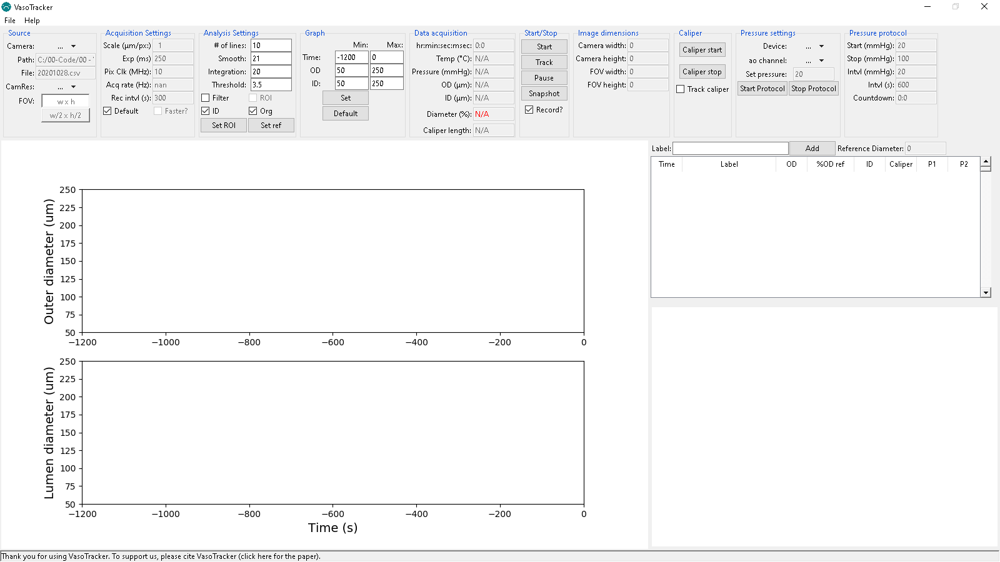 VasoTracker
File Help
Source
Camera: ...
Path: C:/00-Code/00 -
File: 20201028.csv
CamRes: ...
FOV: w x h
w/2 x h/2
Acquisition Settings
Scale (µm/px:) 1
Exp (ms) 250
Pix Clk (MHz): 10
Acq rate (Hz): nan
Rec intvl (s): 300
Default Faster?
Analysis Settings
# of lines: 10
Smooth: 21
Integration: 20
Threshold: 3.5
Filter ROI
ID Org
Set ROI Set ref
Graph
Min: Max:
Time: -1200 0
OD 50 250
ID: 50 250
Set
Default
Data acquisition
hr:min:sec:msec: 0:0
Temp (°C): N/A
Pressure (mmHg): N/A
OD (µm): N/A
ID (µm): N/A
Diameter (%): N/A
Caliper length: N/A
Start/Stop
Start
Track
Pause
Snapshot
Record?
Image dimensions
Camera width: 0
Camera height: 0
FOV width: 0
FOV height: 0
Caliper
Caliper start
Caliper stop
Track caliper
Pressure settings
Device: ...
ao channel: ...
Set pressure: 20
Start Protocol Stop Protocol
Pressure protocol
Start (mmHg): 20
Stop (mmHg): 100
Intvl (mmHg): 20
Intvl (s): 600
Countdown: 0:0
Label: Add Reference Diameter: 0
Time Label OD %OD ref ID Caliper P1 P2
Outer diameter (um)
250
225
200
175
150
125
100
75
50
−1200 −1000 −800 −600 −400 −200 0
Lumen diameter (um)
250
225
200
175
150
125
100
75
50
−1200 −1000 −800 −600 −400 −200 0
Time (s)
Thank you for using VasoTracker. To support us, please cite VasoTracker (click here for the paper).